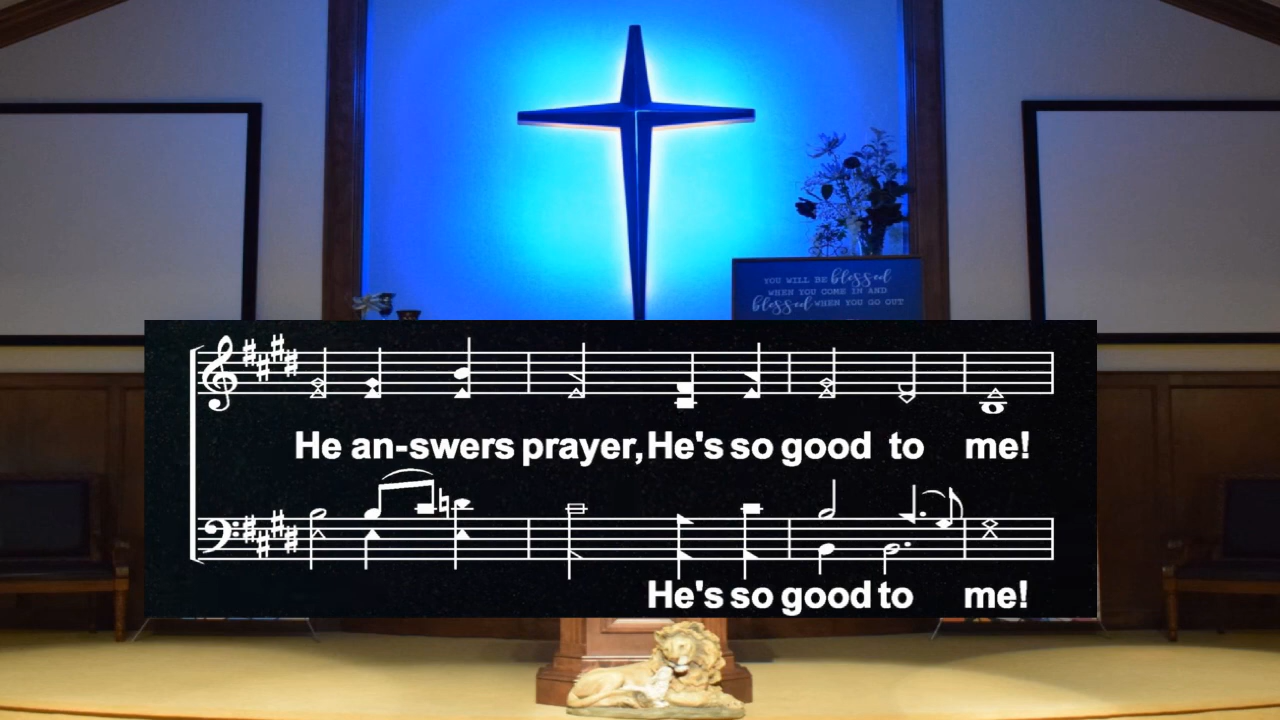 YOU WILL BE blessed
WHEN YOU COME IN AND
blessed WHEN YOU GO OUT
He an-swers prayer, He's so good to me!
He's so good to me!